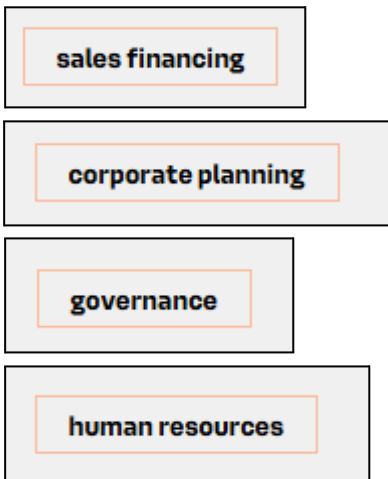 sales financing
corporate planning
governance
human resources